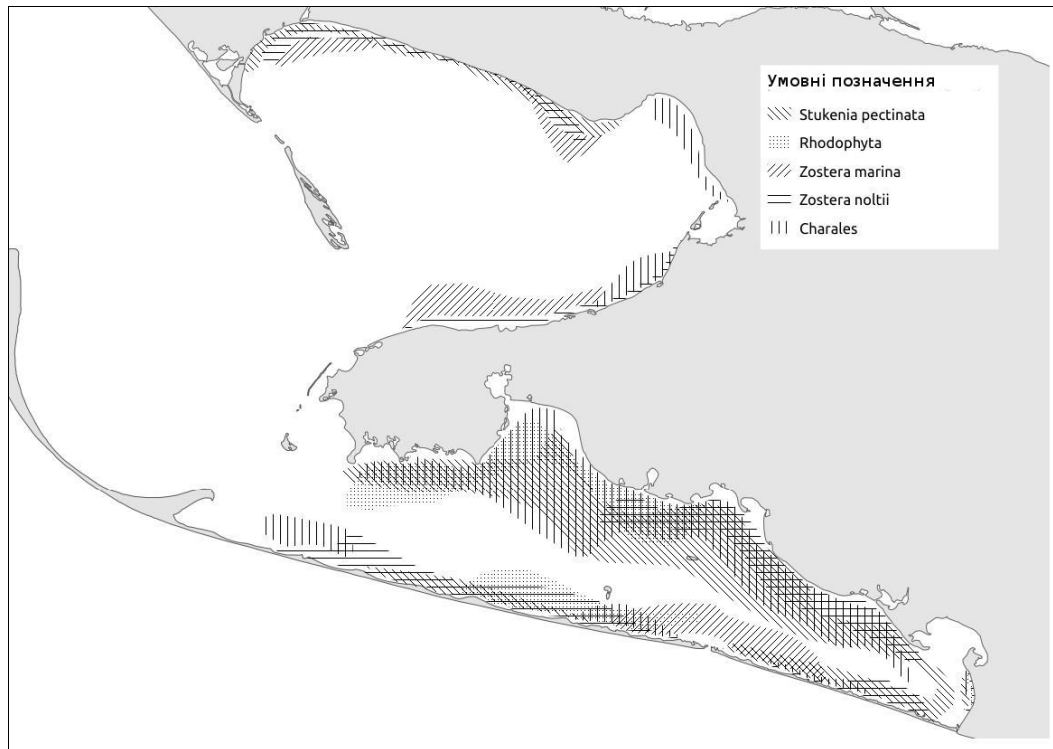 Умовні позначення
Stukenia pectinata
Rhodophyta
Zostera marina
Zostera noltii
Charales